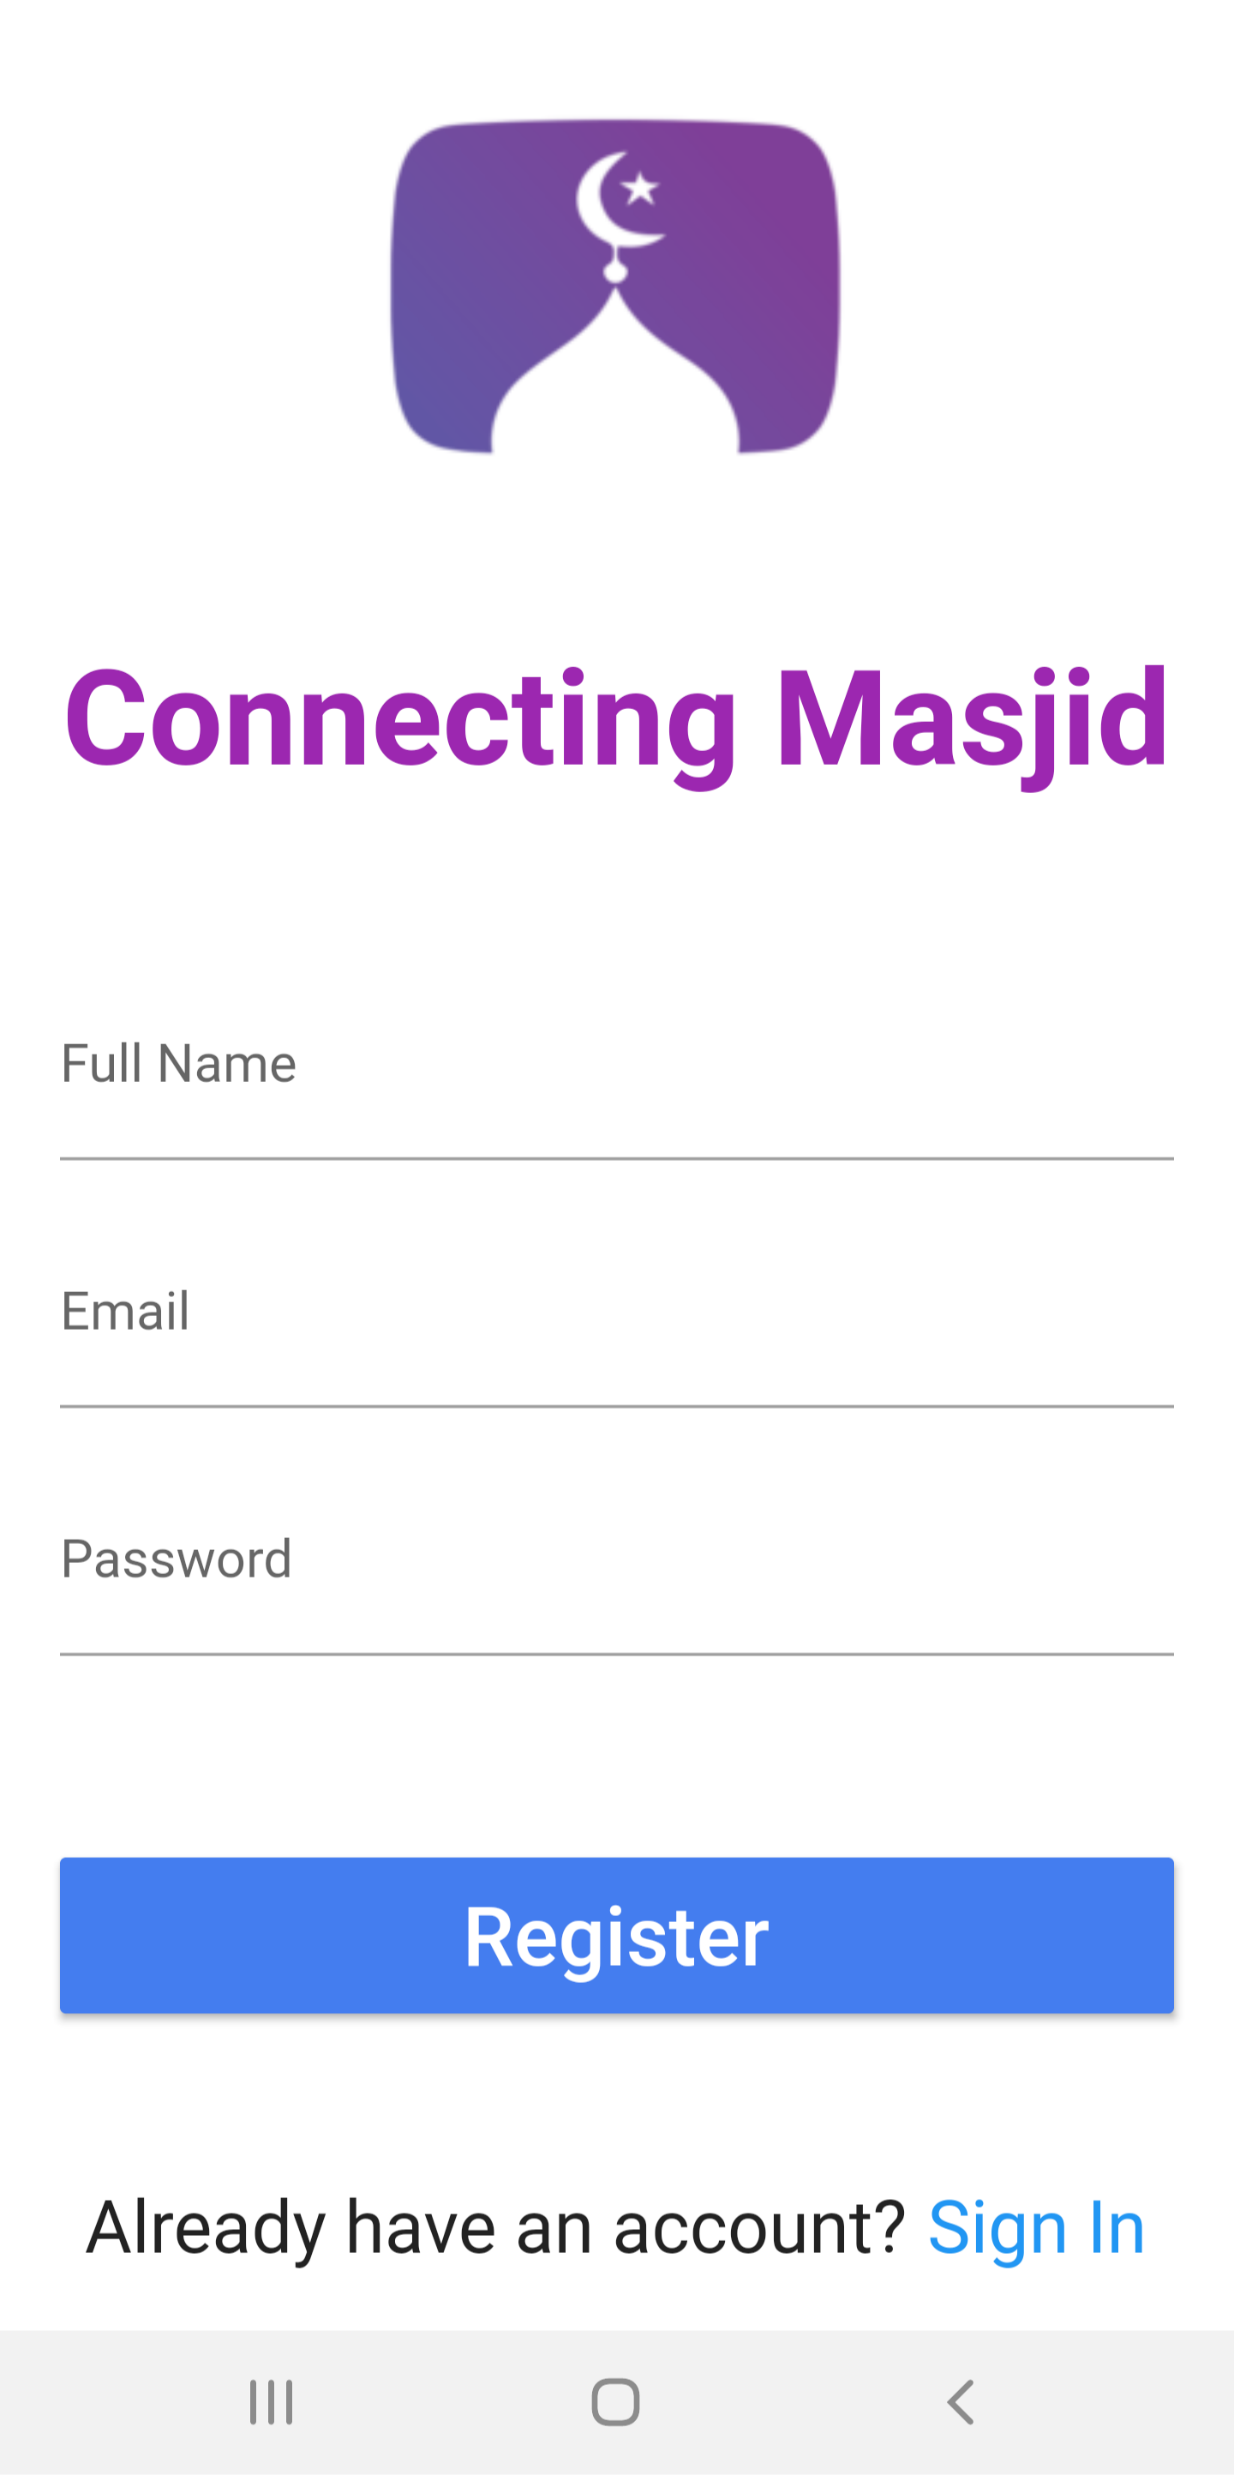 Connecting Masjid
Full Name
Email
Password
Register
Already have an account? Sign In